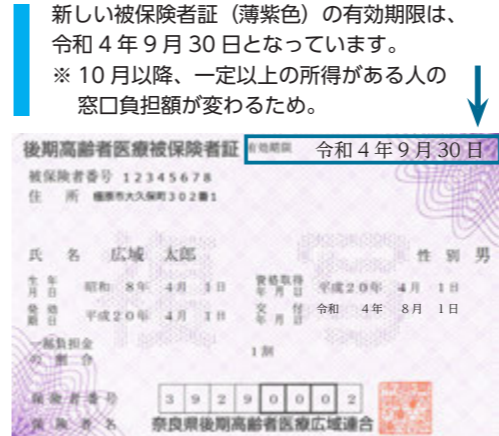 新しい被保険者証（薄紫色）の有効期限は、
令和４年９月30日となっています。
※10月以降、一定以上の所得がある人の
窓口負担額が変わるため。
後期高齢者医療被保険者証 有効期限 令和４年９月30日
被保険者番号 12345678
住所 橿原市大久保町302番1
氏名 広域 太郎 性別 男
生年月日 昭和 8年 4月 1日 資格取得年月日 平成20年 4月 1日
発効期日 平成20年 4月 1日 交付年月日 令和 4年 8月 1日
一部負担金の割合 1割
保険者番号 39290002
保険者名 奈良県後期高齢者医療広域連合